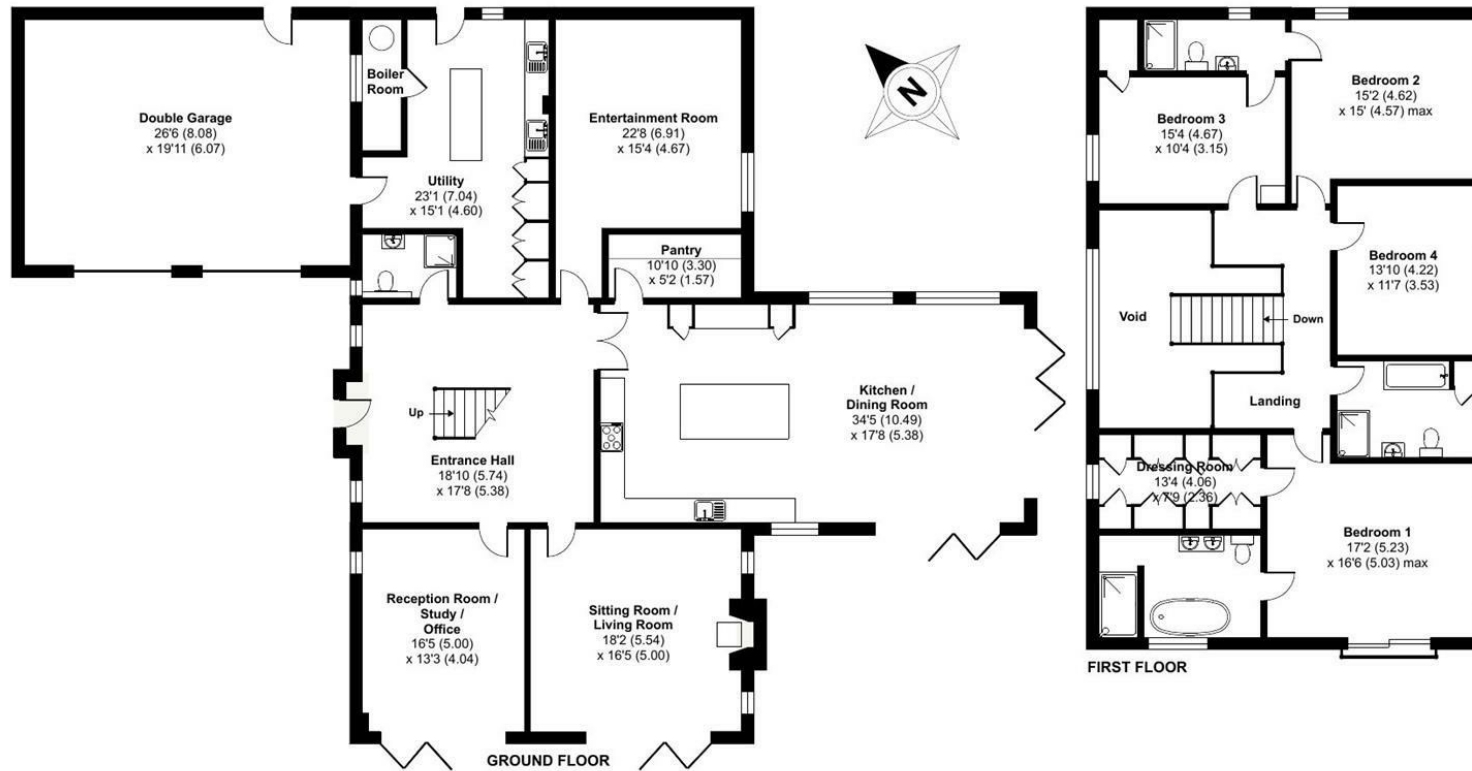 Double Garage
26'6 (8.08)
x 19'11 (6.07)
Boiler
Room
Utility
23'1 (7.04)
x 15'1 (4.60)
Entertainment Room
22'8 (6.91)
x 15'4 (4.67)
Pantry
10'10 (3.30)
x 5'2 (1.57)
N
Up
Entrance Hall
18'10 (5.74)
x 17'8 (5.38)
Kitchen /
Dining Room
34'5 (10.49)
x 17'8 (5.38)
Reception Room /
Study /
Office
16'5 (5.00)
x 13'3 (4.04)
Sitting Room /
Living Room
18'2 (5.54)
x 16'5 (5.00)
GROUND FLOOR
Bedroom 2
15'2 (4.62)
x 15' (4.57) max
Bedroom 3
15'4 (4.67)
x 10'4 (3.15)
Bedroom 4
13'10 (4.22)
x 11'7 (3.53)
Void
Down
Landing
Dressing Room
13'4 (4.06)
x 7'9 (2.36)
Bedroom 1
17'2 (5.23)
x 16'6 (5.03) max
FIRST FLOOR